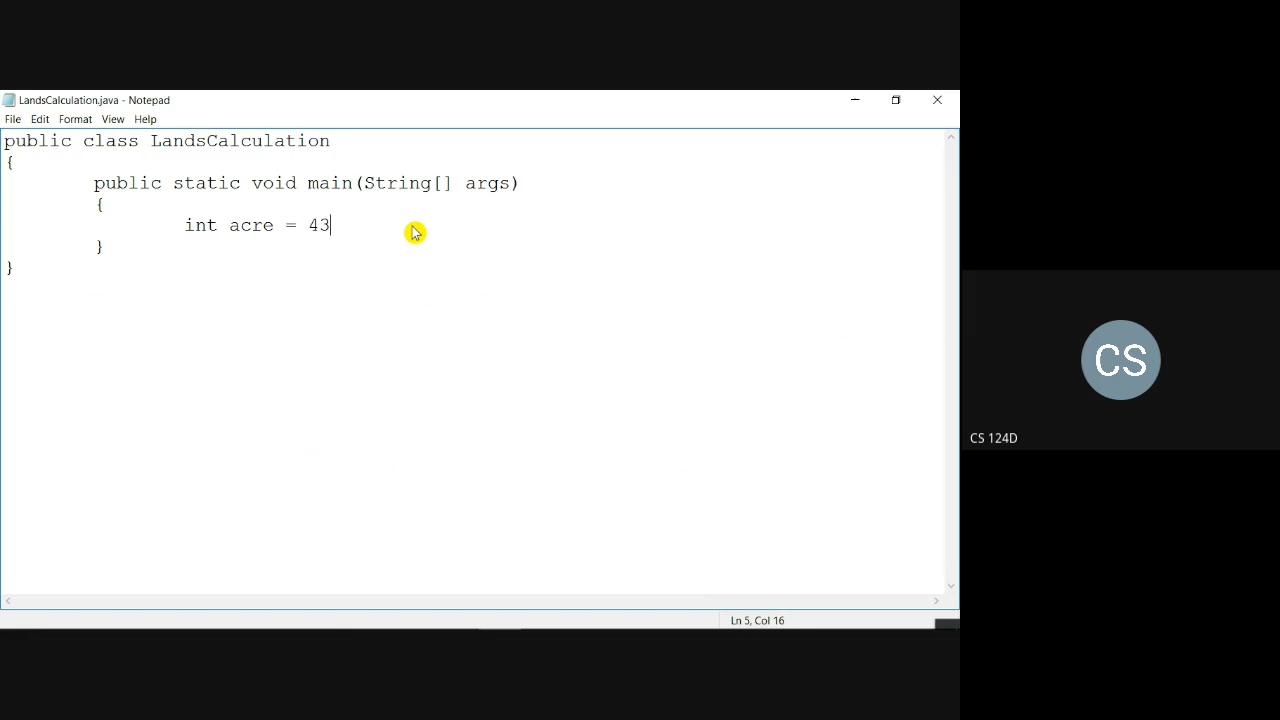 LandsCalculation.java - Notepad
File Edit Format View Help
public class LandsCalculation
{
public static void main(String[] args)
{
int acre = 43
}
}
CS
CS 124D
Ln 5, Col 16